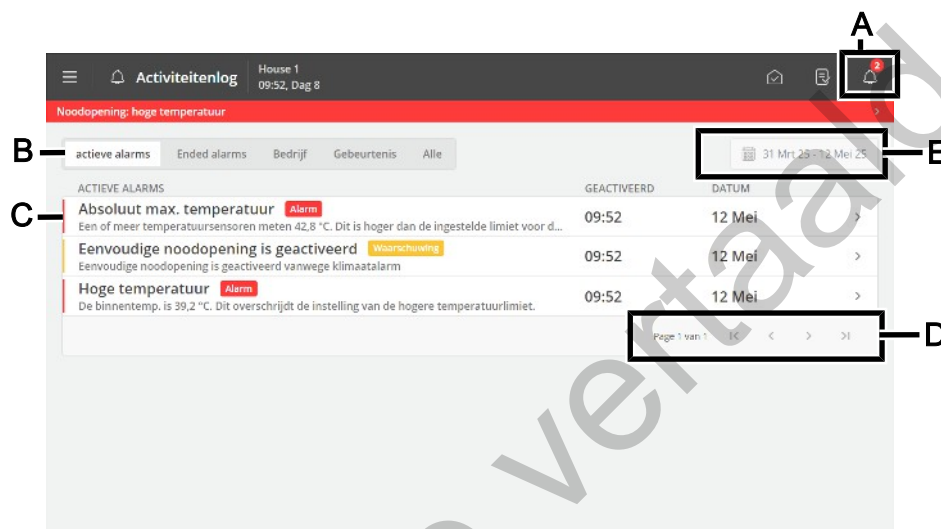 A
House 1
Activiteitenlog
09:52, Dag 8
2
Noodopening: hoge temperatuur
B
actieve alarms Ended alarms Bedrijf Gebeurtenis Alle
31 Mrt 25 - 12 Mei 25
E
ACTIEVE ALARMS GEACTIVEERD DATUM
C
Absoluut max. temperatuur Alarm 09:52 12 Mei
Een of meer temperatuursensoren meten 42,8 °C. Dit is hoger dan de ingestelde limiet voor d...
Eenvoudige noodopening is geactiveerd Waarschuwing 09:52 12 Mei
Eenvoudige noodopening is geactiveerd vanwege klimaatalarm
Hoge temperatuur Alarm 09:52 12 Mei
De binnentemp. is 39,2 °C. Dit overschrijdt de instelling van de hogere temperatuurlimiet.
Page 1 van 1
D
vertaald